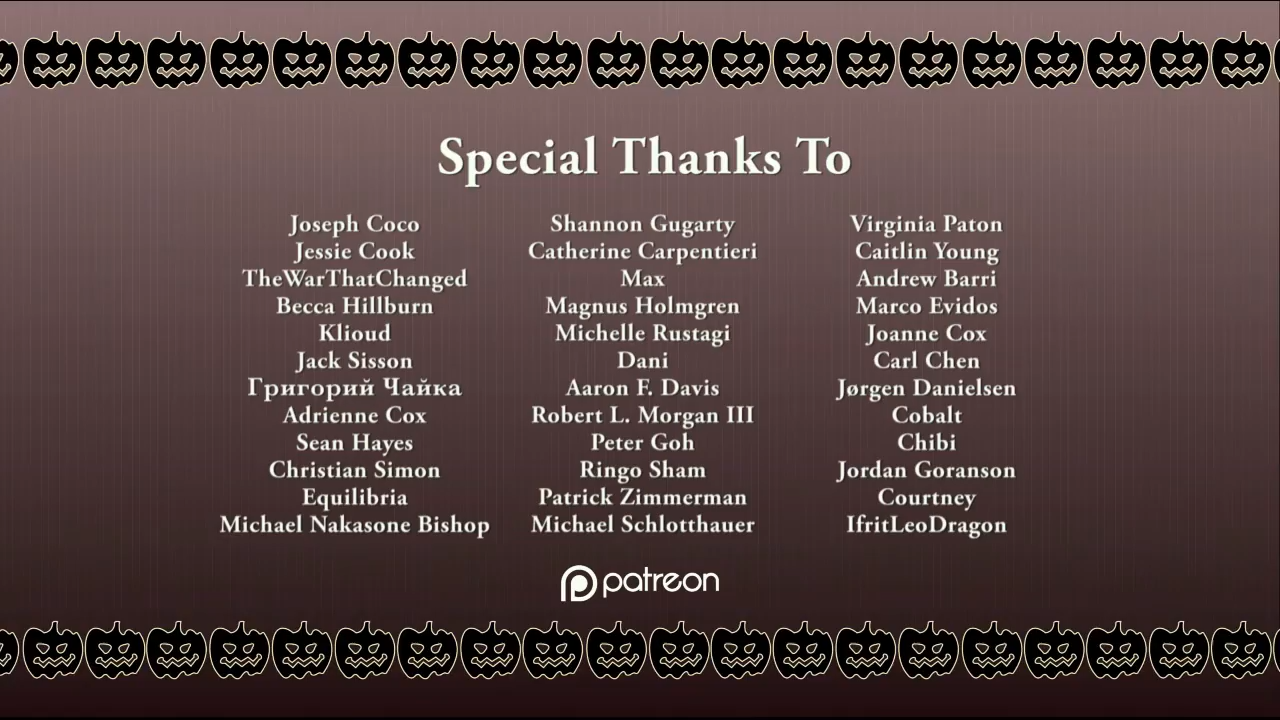 Special Thanks To
Joseph Coco
Jessie Cook
TheWarThatChanged
Becca Hillburn
Klioud
Jack Sisson
Григорий Чайка
Adrienne Cox
Sean Hayes
Christian Simon
Equilibria
Michael Nakasone Bishop
Shannon Gugarty
Catherine Carpentieri
Max
Magnus Holmgren
Michelle Rustagi
Dani
Aaron F. Davis
Robert L. Morgan III
Peter Goh
Ringo Sham
Patrick Zimmerman
Michael Schlotthauer
Virginia Paton
Caitlin Young
Andrew Barri
Marco Evidos
Joanne Cox
Carl Chen
Jørgen Danielsen
Cobalt
Chibi
Jordan Goranson
Courtney
IfritLeoDragon
patreon